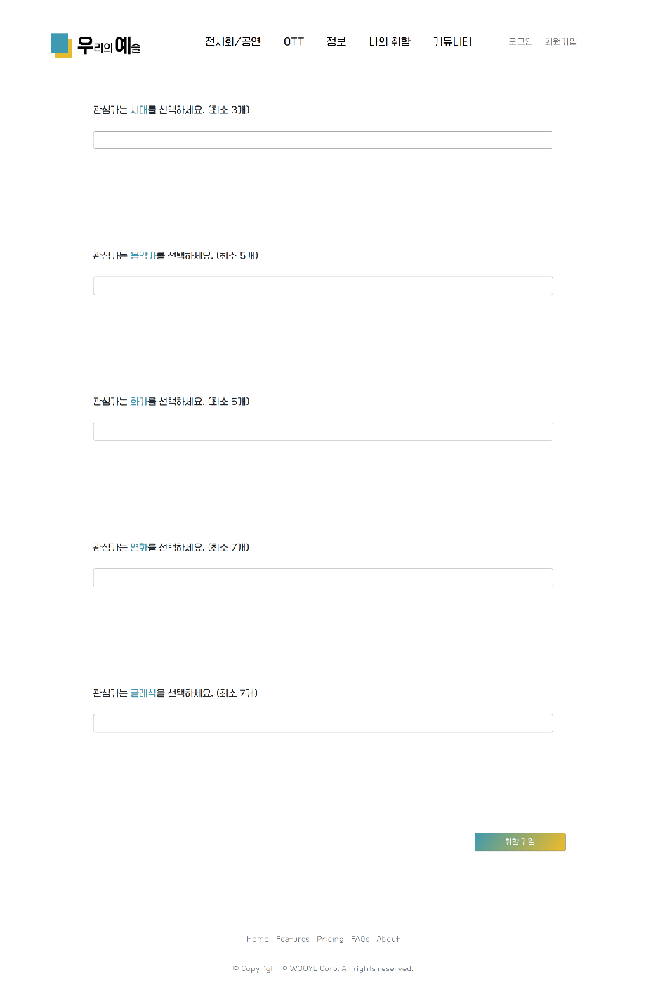 우리의 예술
전시회/공연 OTT 정보 나의 취향 커뮤니티 로그인 회원가입
관심가는 시대를 선택하세요. (최소 3개)
관심가는 음악가를 선택하세요. (최소 5개)
관심가는 화가를 선택하세요. (최소 5개)
관심가는 명화를 선택하세요. (최소 7개)
관심가는 클래식을 선택하세요. (최소 7개)
취향 기입
Home Features Pricing FAQs About
© Copyright © WOOYE Corp. All rights reserved.